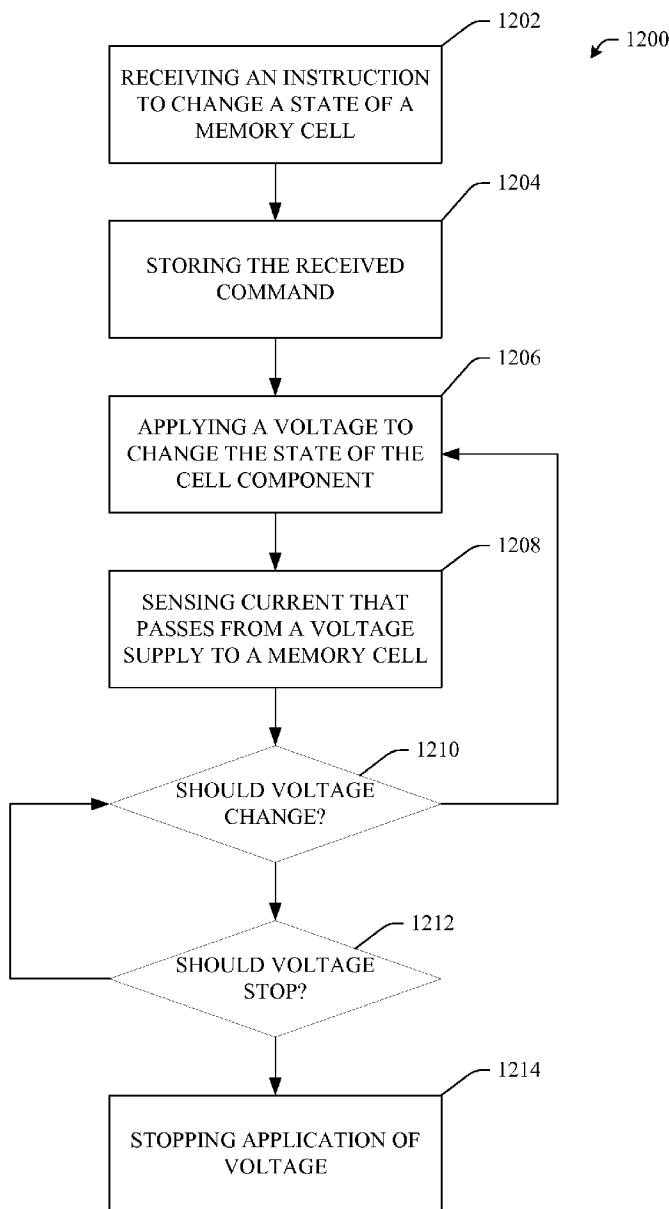 1202
1200
RECEIVING AN INSTRUCTION
TO CHANGE A STATE OF A
MEMORY CELL
1204
STORING THE RECEIVED
COMMAND
1206
APPLYING A VOLTAGE TO
CHANGE THE STATE OF THE
CELL COMPONENT
1208
SENSING CURRENT THAT
PASSES FROM A VOLTAGE
SUPPLY TO A MEMORY CELL
1210
SHOULD VOLTAGE
CHANGE?
1212
SHOULD VOLTAGE
STOP?
1214
STOPPING APPLICATION OF
VOLTAGE